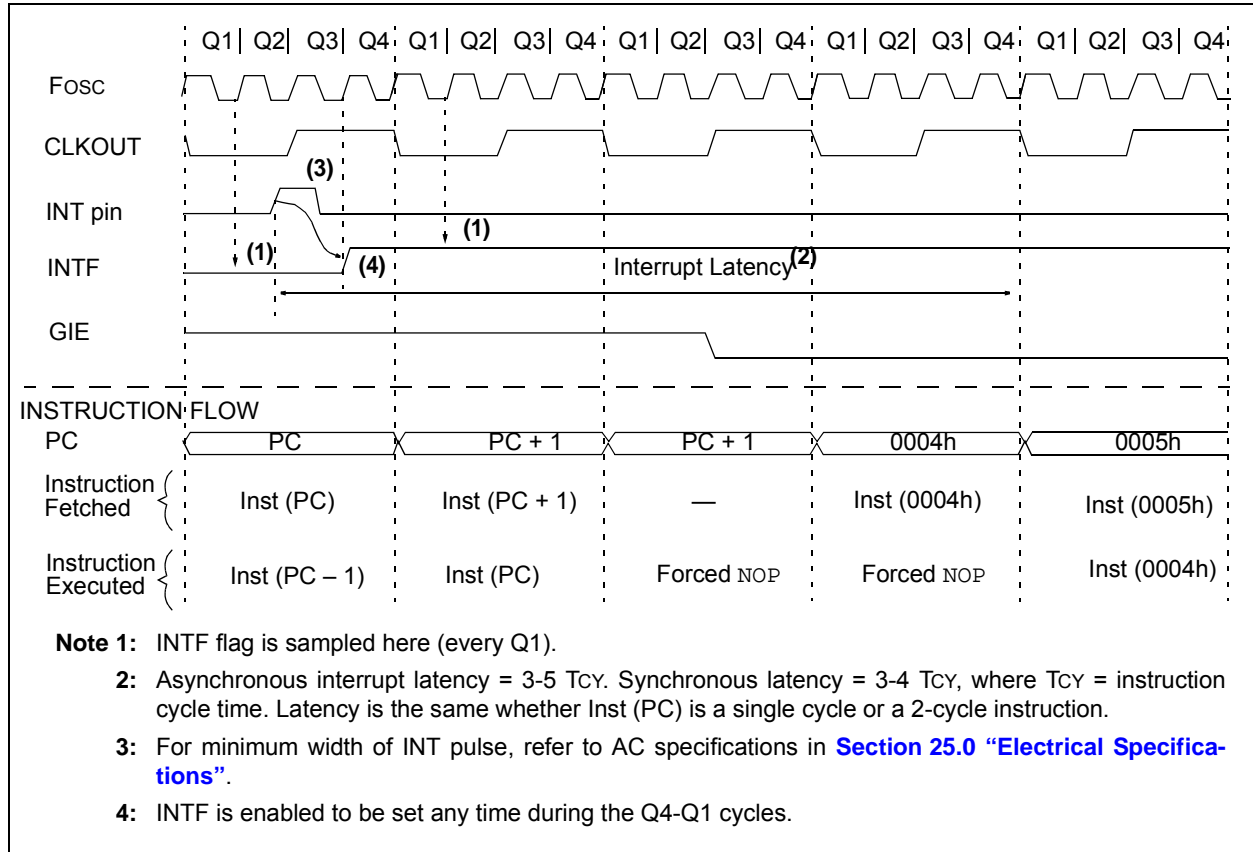 Q1| Q2| Q3| Q4 Q1| Q2| Q3| Q4 Q1| Q2| Q3| Q4 Q1| Q2| Q3| Q4 Q1| Q2| Q3| Q4
FOSC
CLKOUT
(3)
INT pin
(1)
(1)
INTF
(4)
Interrupt Latency(2)
GIE
INSTRUCTION FLOW
PC PC PC + 1 PC + 1 0004h 0005h
Instruction Fetched Inst (PC) Inst (PC + 1) — Inst (0004h) Inst (0005h)
Instruction Executed Inst (PC – 1) Inst (PC) Forced NOP Forced NOP Inst (0004h)
Note 1: INTF flag is sampled here (every Q1).
2: Asynchronous interrupt latency = 3-5 TCY. Synchronous latency = 3-4 TCY, where TCY = instruction
cycle time. Latency is the same whether Inst (PC) is a single cycle or a 2-cycle instruction.
3: For minimum width of INT pulse, refer to AC specifications in Section 25.0 “Electrical Specifica-
tions”.
4: INTF is enabled to be set any time during the Q4-Q1 cycles.